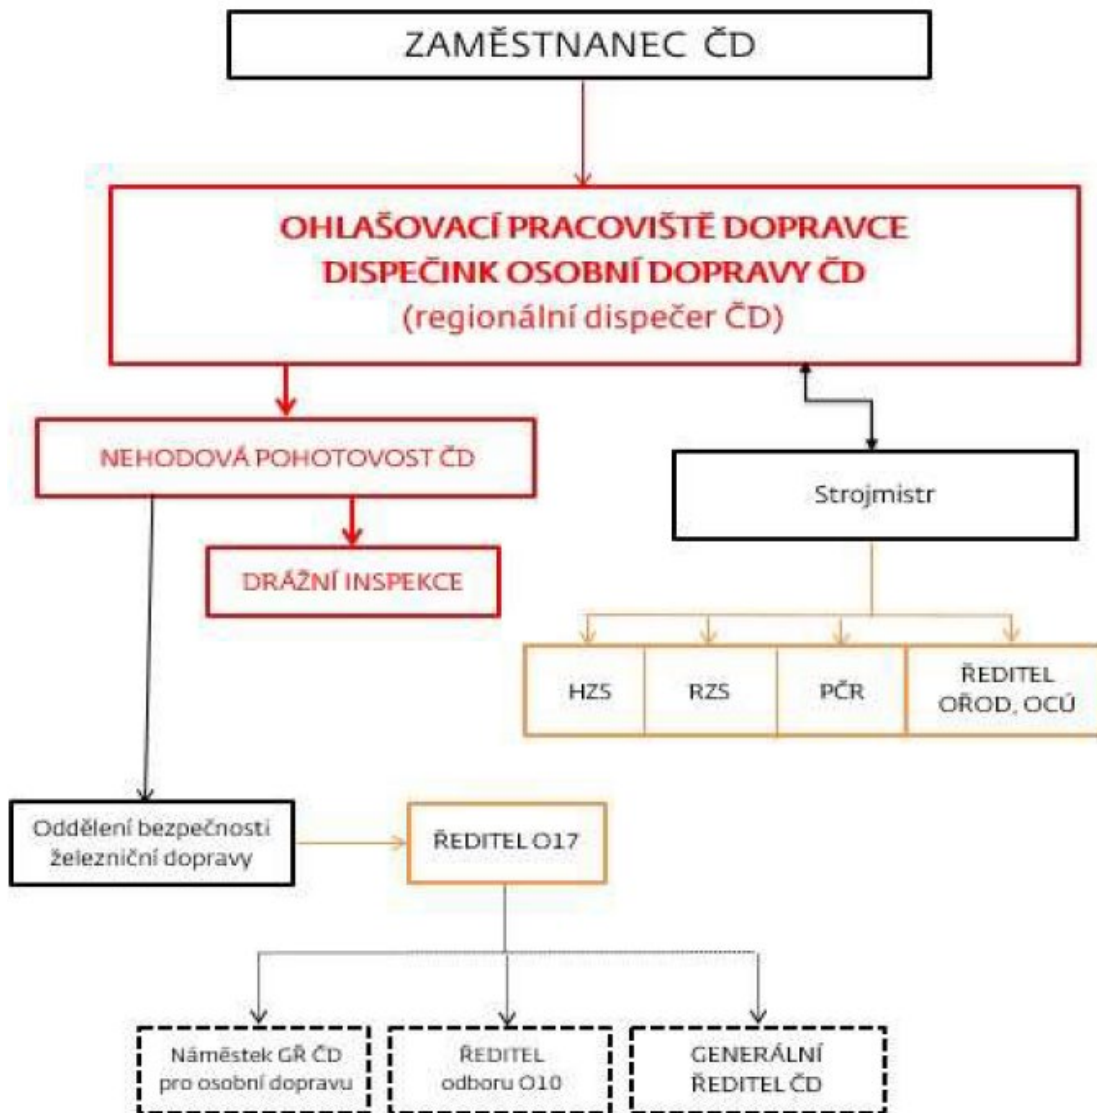 ZAMĚSTNANEC ČD
OHLAŠOVACÍ PRACOVIŠTĚ DOPRAVCE
DISPEČINK OSOBNÍ DOPRAVY ČD
(regionální dispečer ČD)
NEHODOVÁ POHOTOVOST ČD
Strojmistr
DRÁŽNÍ INSPEKCE
HZS
RZS
PČR
ŘEDITEL
OŘOD, OCÚ
Oddělení bezpečnosti
železniční dopravy
ŘEDITEL O17
Náměstek GŘ ČD
pro osobní dopravu
ŘEDITEL
odboru O10
GENERÁLNÍ
ŘEDITEL ČD